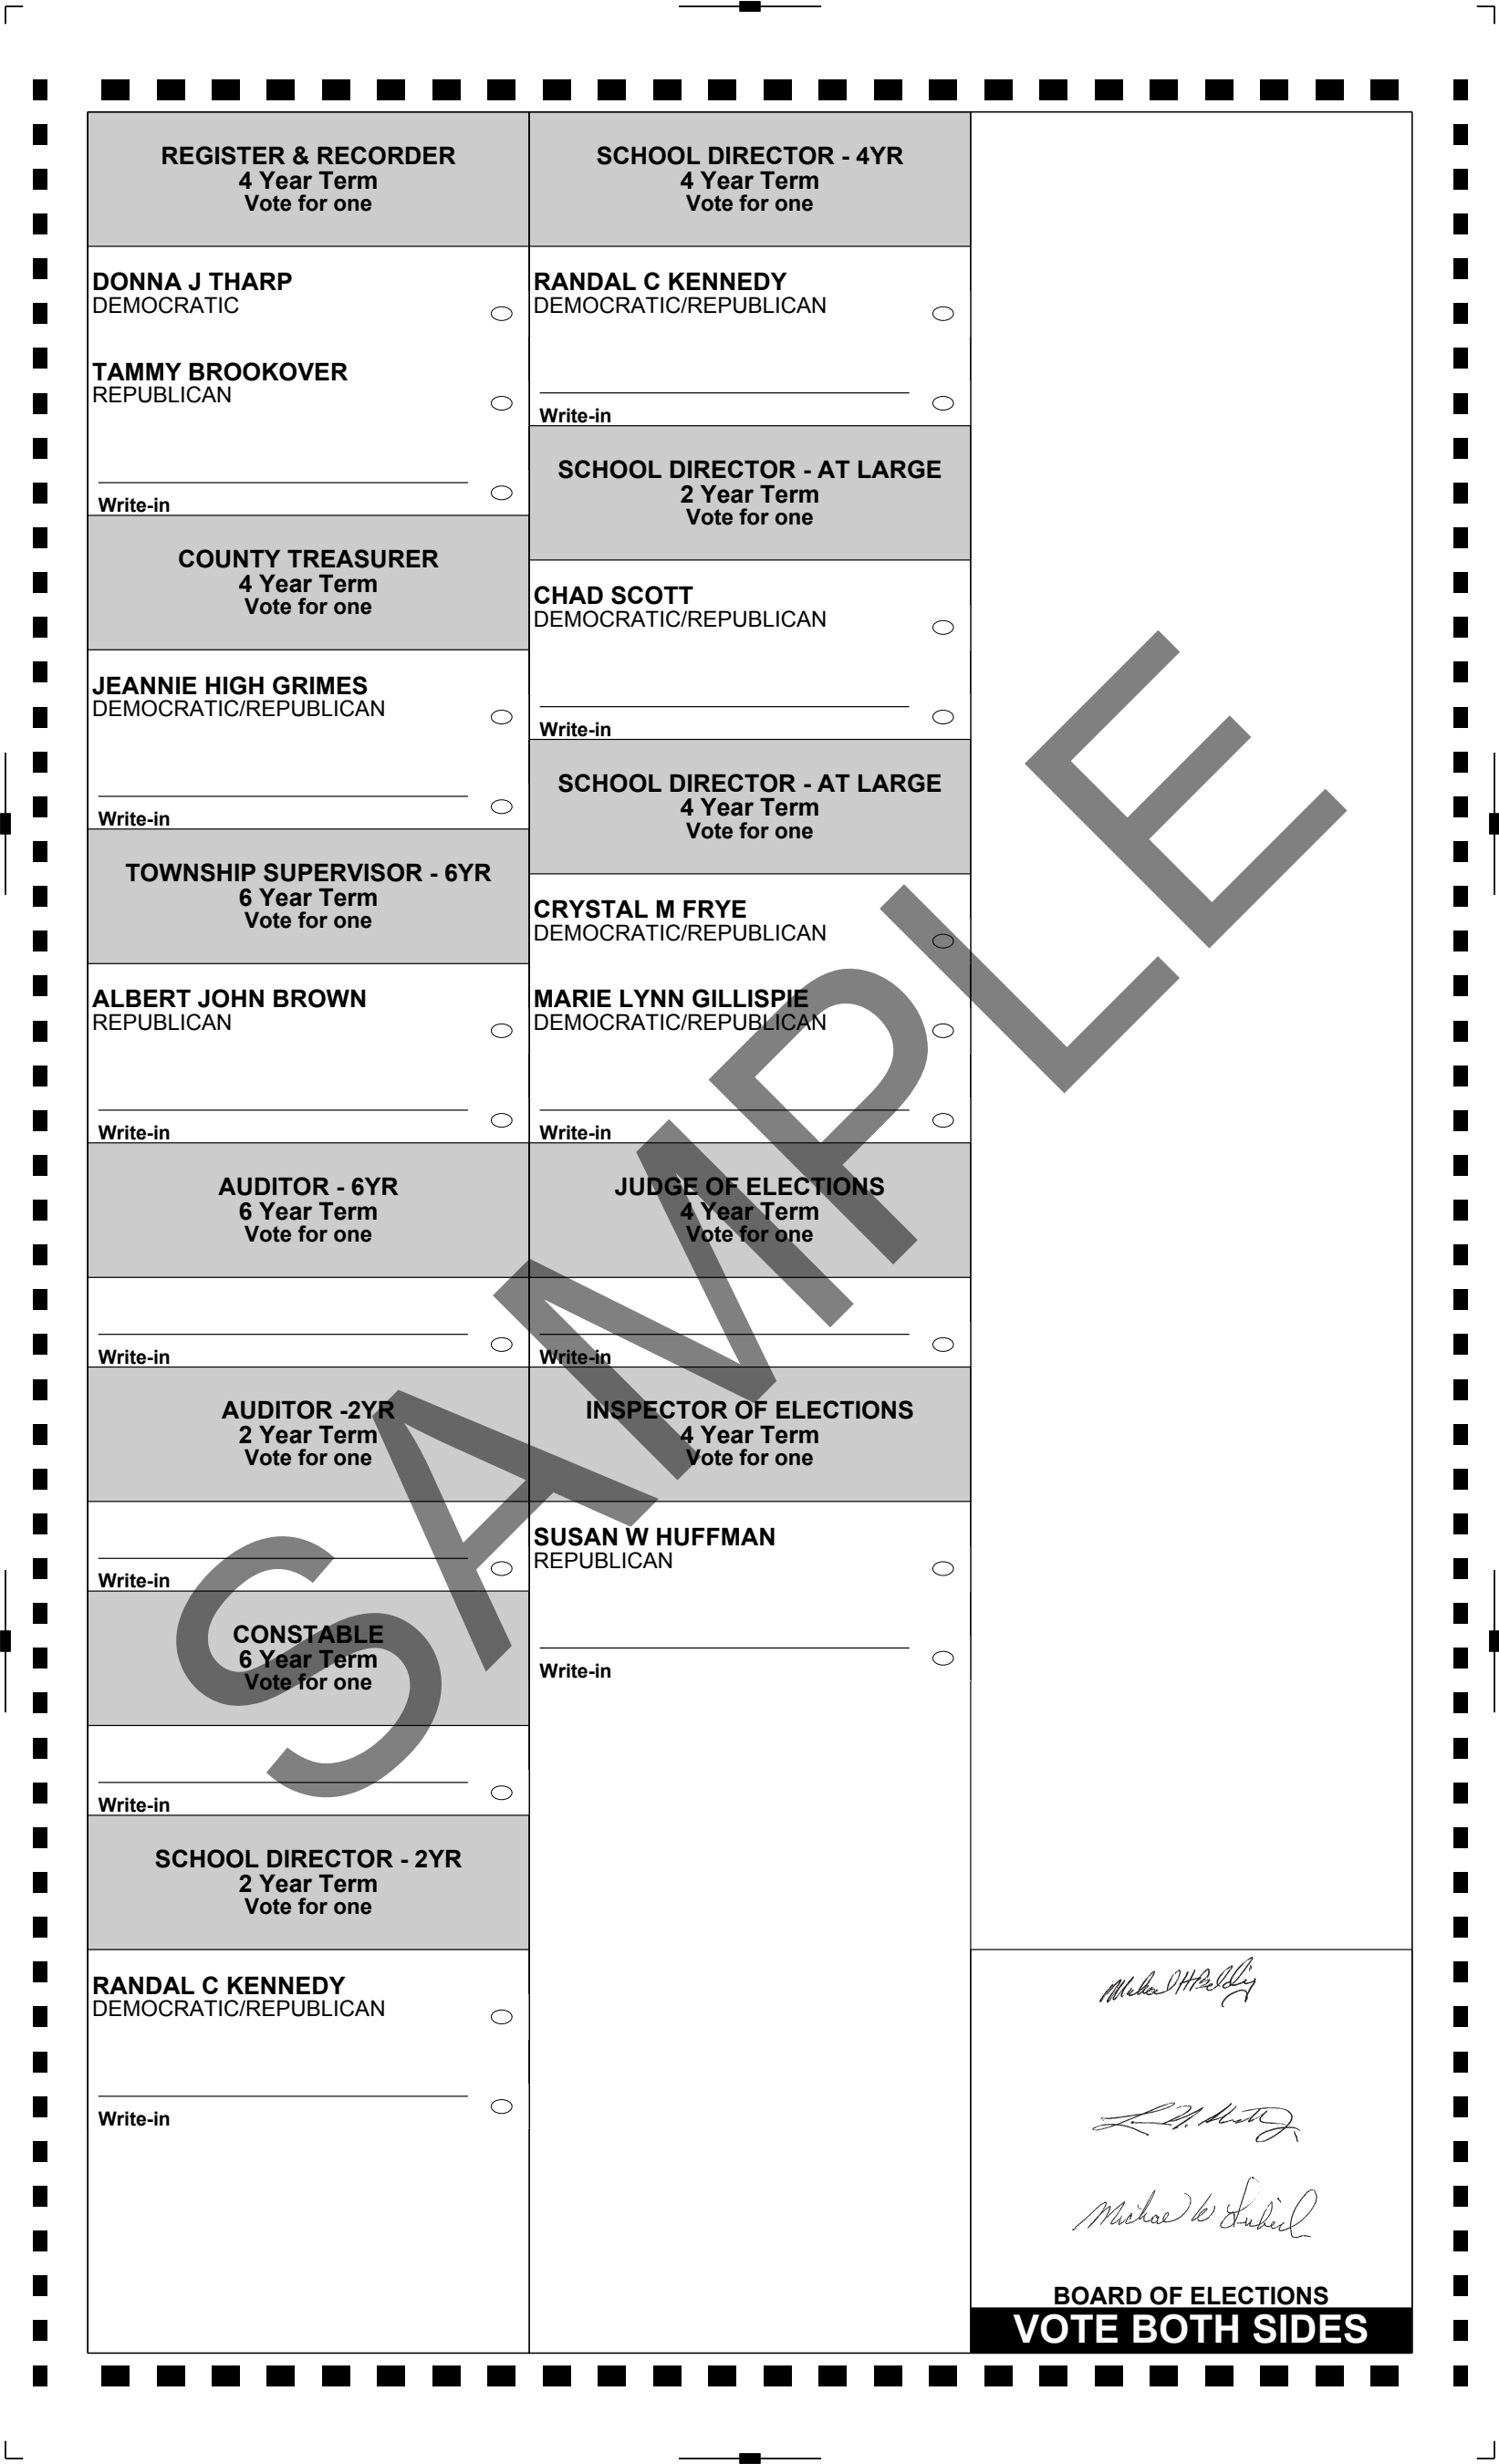 REGISTER & RECORDER
4 Year Term
Vote for one
DONNA J THARP
DEMOCRATIC
TAMMY BROOKOVER
REPUBLICAN
Write-in
COUNTY TREASURER
4 Year Term
Vote for one
JEANNIE HIGH GRIMES
DEMOCRATIC/REPUBLICAN
Write-in
TOWNSHIP SUPERVISOR - 6YR
6 Year Term
Vote for one
ALBERT JOHN BROWN
REPUBLICAN
Write-in
AUDITOR - 6YR
6 Year Term
Vote for one
Write-in
AUDITOR -2YR
2 Year Term
Vote for one
Write-in
CONSTABLE
6 Year Term
Vote for one
Write-in
SCHOOL DIRECTOR - 2YR
2 Year Term
Vote for one
RANDAL C KENNEDY
DEMOCRATIC/REPUBLICAN
Write-in
SCHOOL DIRECTOR - 4YR
4 Year Term
Vote for one
RANDAL C KENNEDY
DEMOCRATIC/REPUBLICAN
Write-in
SCHOOL DIRECTOR - AT LARGE
2 Year Term
Vote for one
CHAD SCOTT
DEMOCRATIC/REPUBLICAN
Write-in
SCHOOL DIRECTOR - AT LARGE
4 Year Term
Vote for one
CRYSTAL M FRYE
DEMOCRATIC/REPUBLICAN
MARIE LYNN GILLISPIE
DEMOCRATIC/REPUBLICAN
Write-in
JUDGE OF ELECTIONS
4 Year Term
Vote for one
Write-in
INSPECTOR OF ELECTIONS
4 Year Term
Vote for one
SUSAN W HUFFMAN
REPUBLICAN
Write-in
SAMPLE
Michael W
BOARD OF ELECTIONS
VOTE BOTH SIDES